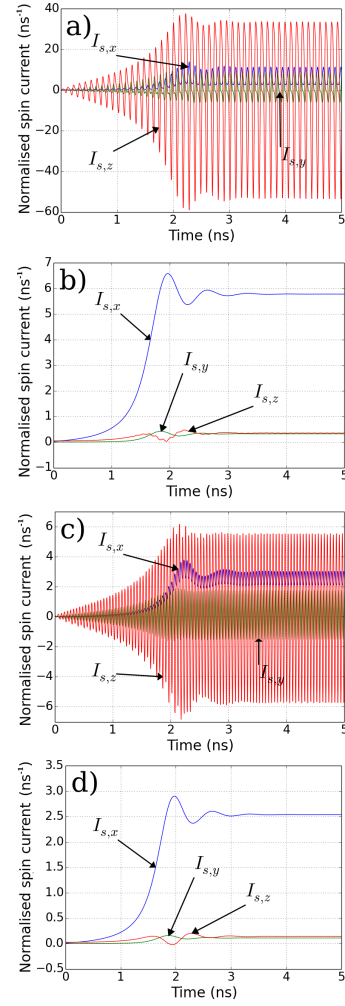 a)
Normalised spin current (ns⁻¹)
40
20
0
−20
−40
−60
I_{s,x}
I_{s,z}
I_{s,y}
0 1 2 3 4 5
Time (ns)
b)
Normalised spin current (ns⁻¹)
7
6
5
4
3
2
1
0
−1
I_{s,x}
I_{s,y}
I_{s,z}
0 1 2 3 4 5
Time (ns)
c)
Normalised spin current (ns⁻¹)
6
4
2
0
−2
−4
−6
I_{s,x}
I_{s,z}
I_{s,y}
0 1 2 3 4 5
Time (ns)
d)
Normalised spin current (ns⁻¹)
3.5
3.0
2.5
2.0
1.5
1.0
0.5
0.0
−0.5
I_{s,x}
I_{s,y}
I_{s,z}
0 1 2 3 4 5
Time (ns)